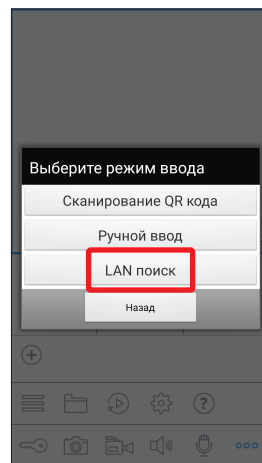 Выберите режим ввода
Сканирование QR кода
Ручной ввод
LAN поиск
Назад